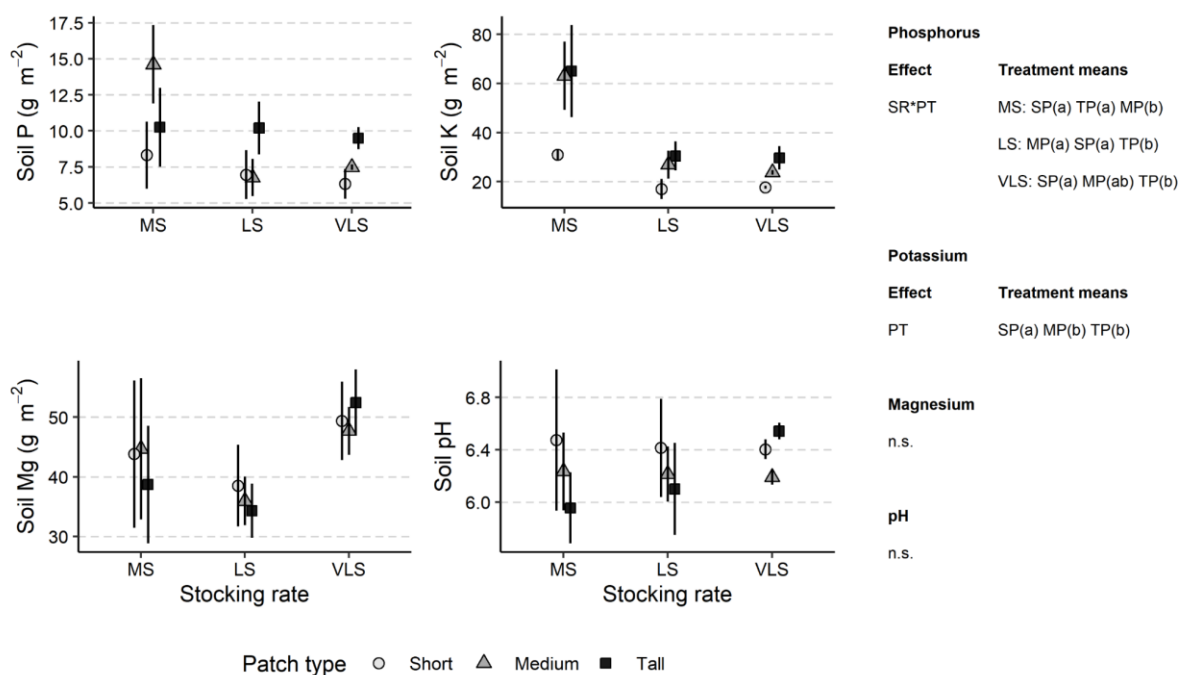 Soil P (g m−2)
17.5
15.0
12.5
10.0
7.5
5.0
MS LS VLS
Soil K (g m−2)
80
60
40
20
MS LS VLS
Soil Mg (g m−2)
50
40
30
MS LS VLS
Stocking rate
Soil pH
6.8
6.4
6.0
MS LS VLS
Stocking rate
Patch type Short Medium Tall
Phosphorus
Effect Treatment means
SR*PT MS: SP(a) TP(a) MP(b)
LS: MP(a) SP(a) TP(b)
VLS: SP(a) MP(ab) TP(b)
Potassium
Effect Treatment means
PT SP(a) MP(b) TP(b)
Magnesium
n.s.
pH
n.s.